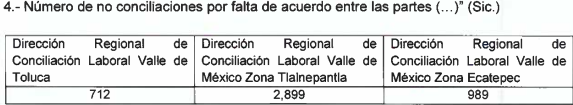 4.- Número de no conciliaciones por falta de acuerdo entre las partes (...)" (Sic.)
Dirección Regional de
Conciliación Laboral Valle de
Toluca
Dirección Regional de
Conciliación Laboral Valle de
México Zona Tlalnepantla
Dirección Regional de
Conciliación Laboral Valle de
México Zona Ecatepec
712
2,899
989